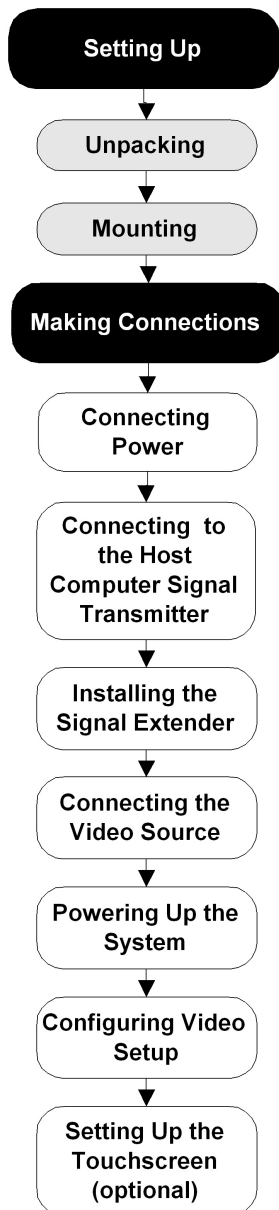 Setting Up
Unpacking
Mounting
Making Connections
Connecting
Power
Connecting to
the Host
Computer Signal
Transmitter
Installing the
Signal Extender
Connecting the
Video Source
Powering Up the
System
Configuring Video
Setup
Setting Up the
Touchscreen
(optional)